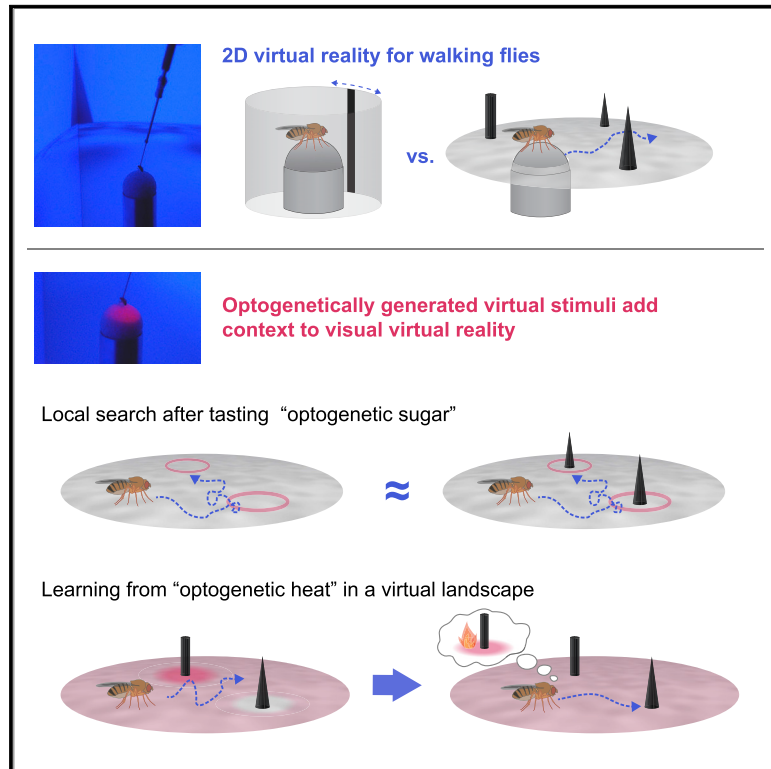 2D virtual reality for walking flies
vs.
Optogenetically generated virtual stimuli add
context to visual virtual reality
Local search after tasting “optogenetic sugar”
≈
Learning from “optogenetic heat” in a virtual landscape